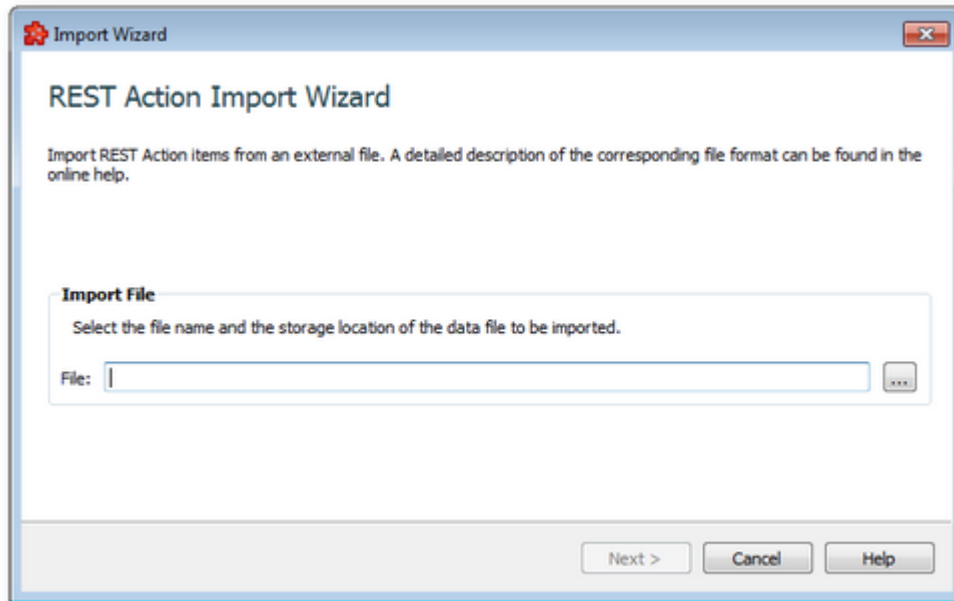 Import Wizard
REST Action Import Wizard
Import REST Action items from an external file. A detailed description of the corresponding file format can be found in the
online help.
Import File
Select the file name and the storage location of the data file to be imported.
File:
...
Next >
Cancel
Help